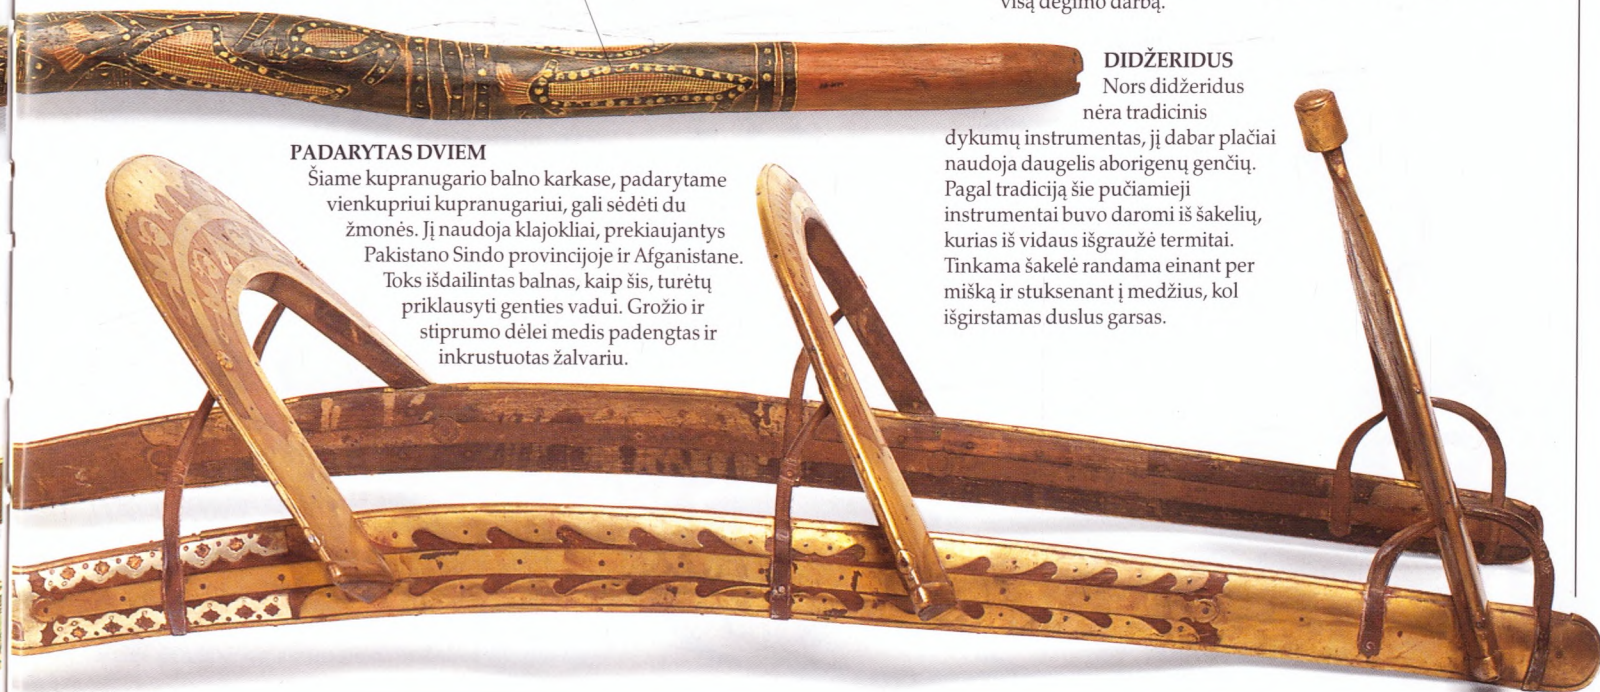 visą degimo darbą.
DIDŽERIDUS
Nors didžeridus
nėra tradicinis
dykumų instrumentas, jį dabar plačiai
naudoja daugelis aborigenų genčių.
Pagal tradiciją šie pučiamieji
instrumentai buvo daromi iš šakelių,
kurias iš vidaus išgraužė termitai.
Tinkama šakelė randama einant per
mišką ir stuksenant į medžius, kol
išgirstamas duslus garsas.
PADARYTAS DVIEM
Šiame kupranugario balno karkase, padarytame
vienkupriui kupranugariui, gali sėdėti du
žmonės. Jį naudoja klajokliai, prekiaujantys
Pakistano Sindo provincijoje ir Afganistane.
Toks išdailintas balnas, kaip šis, turėtų
priklausyti genties vadui. Grožio ir
stiprumo dėlei medis padengtas ir
inkrustuotas žalvariu.